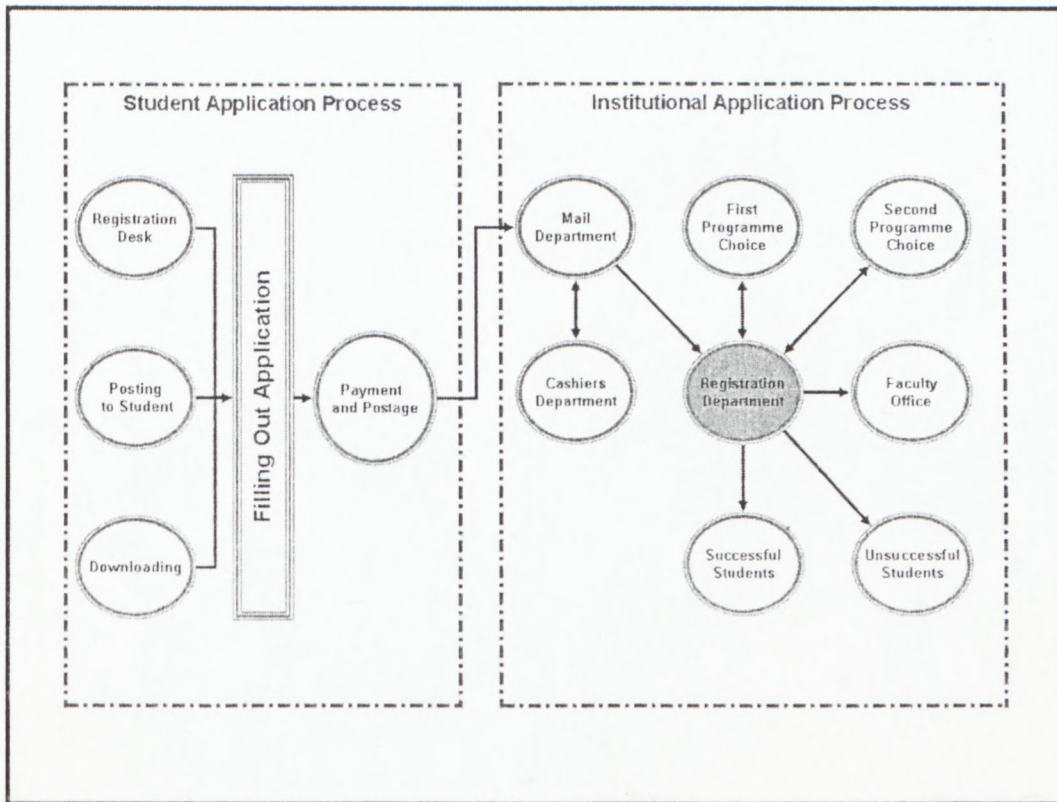 Student Application Process
Registration
Desk
Posting
to Student
Downloading
Filling Out Application
Payment
and Postage
Institutional Application Process
Mail
Department
First
Programme
Choice
Second
Programme
Choice
Cashiers
Department
Registration
Department
Faculty
Office
Successful
Students
Unsuccessful
Students